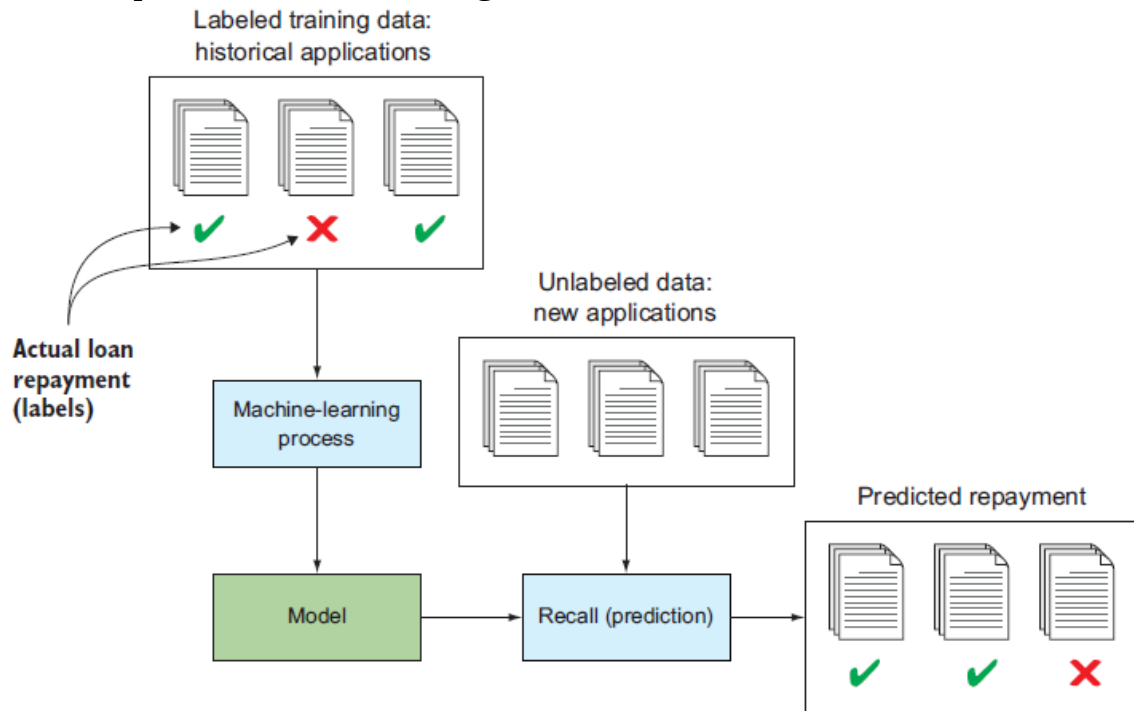 Labeled training data:
historical applications
Unlabeled data:
new applications
Actual loan
repayment
(labels)
Machine-learning
process
Predicted repayment
Model
Recall (prediction)